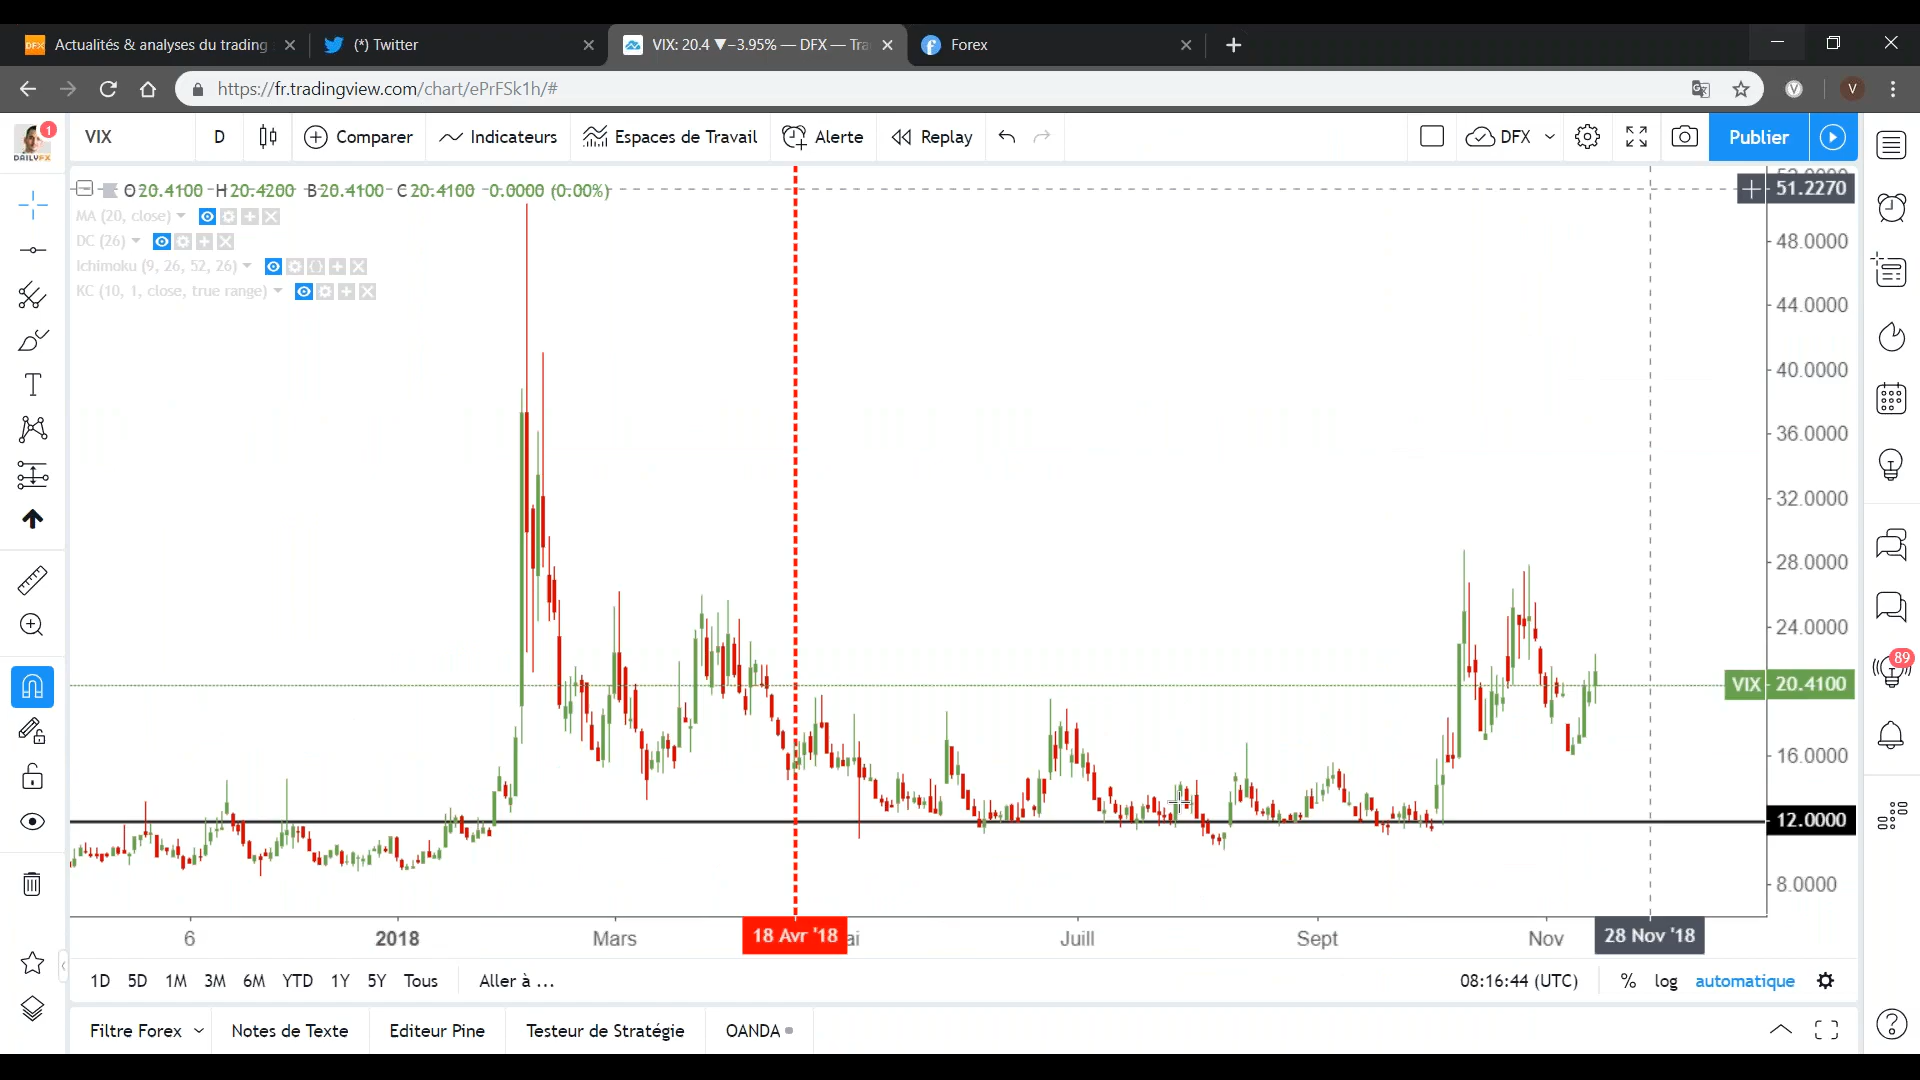 Actualités & analyses du trading
(*) Twitter
VIX: 20.4 ▼−3.95% — DFX — Tra
Forex
https://fr.tradingview.com/chart/ePrFSk1h/#
V
V
1
DAILYFX
VIX
D
Comparer
Indicateurs
Espaces de Travail
Alerte
Replay
DFX
Publier
O20.4100 H20.4200 B20.4100 C20.4100 -0.0000 (0.00%)
MA (20, close)
DC (26)
Ichimoku (9, 26, 52, 26)
KC (10, 1, close, true range)
52.0000
51.2270
48.0000
44.0000
40.0000
36.0000
32.0000
28.0000
24.0000
VIX 20.4100
16.0000
12.0000
8.0000
89
6
2018
Mars
18 Avr '18
ai
Juill
Sept
Nov
28 Nov '18
1D 5D 1M 3M 6M YTD 1Y 5Y Tous
Aller à ...
08:16:44 (UTC)
% log automatique
Filtre Forex
Notes de Texte
Editeur Pine
Testeur de Stratégie
OANDA